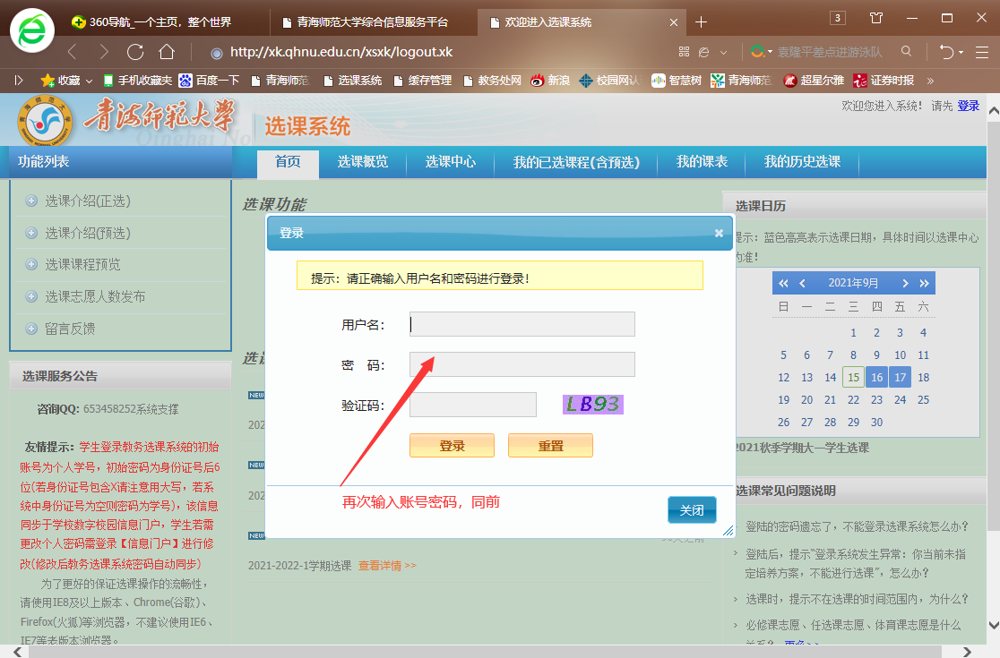 360导航_一个主页，整个世界
青海师范大学综合信息服务平台
欢迎进入选课系统
3
http://xk.qhnu.edu.cn/xsxk/logout.xk
袁隆平差点进游泳队
收藏
手机收藏夹
百度一下
青海师范
选课系统
缓存管理
教务处网
新浪
校园网认
智慧树
青海师范
超星尔雅
证券时报
青海师范大学
Qinghai No
选课系统
欢迎您进入系统！ 请先 登录
功能列表
首页
选课概览
选课中心
我的已选课程(含预选)
我的课表
我的历史选课
选课介绍(正选)
选课介绍(预选)
选课课程预览
选课志愿人数发布
留言反馈
选课服务公告
咨询QQ: 653458252系统支撑
友情提示：学生登录教务选课系统的初始
账号为个人学号，初始密码为身份证号后6
位(若身份证号包含X请注意用大写，若系
统中身份证号为空则密码为学号)，该信息
同步于学校数字校园信息门户，学生若需
更改个人密码需登录【信息门户】进行修
改(修改后教务选课系统密码自动同步)
为了更好的保证选课操作的流畅性，
请使用IE8及以上版本、Chrome(谷歌)、
Firefox(火狐)等浏览器，不建议使用IE6、
IE7等老版本浏览器。
选课功能
登录
提示：请正确输入用户名和密码进行登录！
用户名：
密 码：
验证码：
LB93
登录
重置
再次输入账号密码，同前
关闭
选课
NEW
202
NEW
202
NEW
2021-2022-1学期选课 查看详情 >>
选课日历
提示：蓝色高亮表示选课日期，具体时间以选课中心
为准！
2021年9月
日 一 二 三 四 五 六
1 2 3 4
5 6 7 8 9 10 11
12 13 14 15 16 17 18
19 20 21 22 23 24 25
26 27 28 29 30
2021秋季学期大一学生选课
选课常见问题说明
登陆的密码遗忘了，不能登录选课系统怎么办？
登陆后，提示“登录系统发生异常：你当前未指
定培养方案，不能进行选课”，怎么办？
选课时，提示不在选课的时间范围内，为什么？
必修课志愿、任选课志愿、体育课志愿是什么
关系？ 更多>>